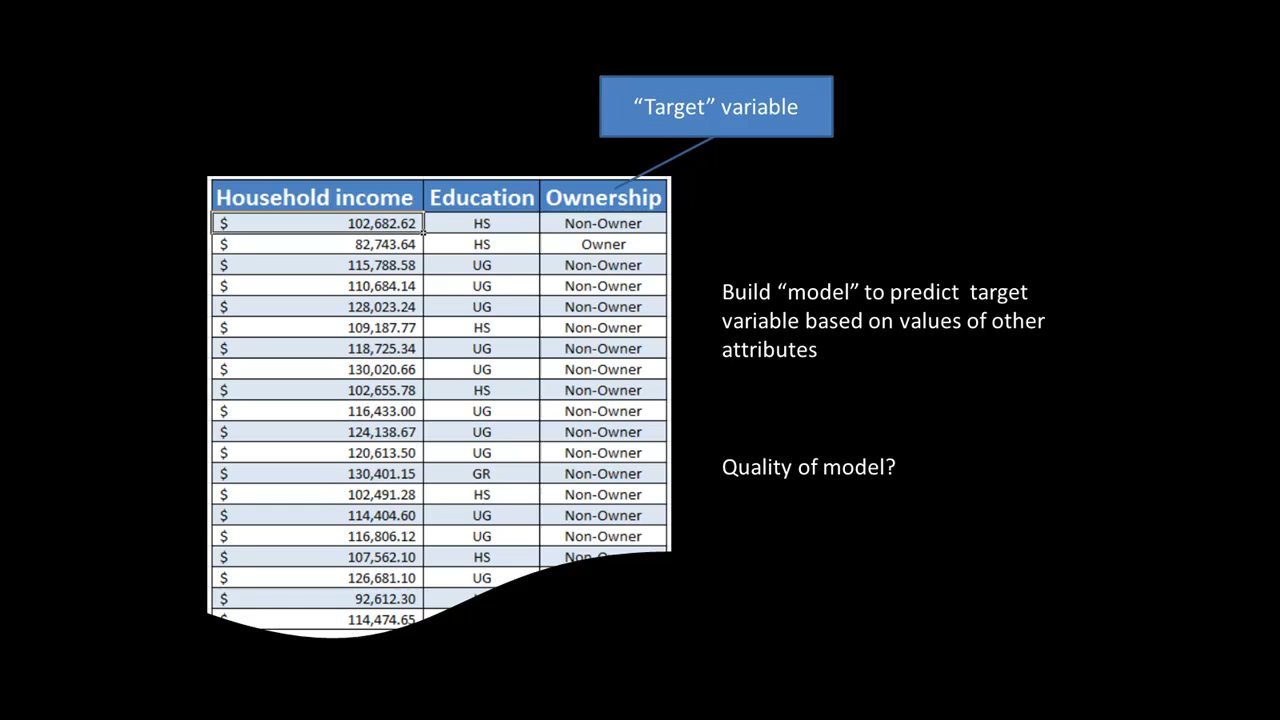 “Target” variable
Household income Education Ownership
$ 102,682.62 HS Non-Owner
$ 82,743.64 HS Owner
$ 115,788.58 UG Non-Owner
$ 110,684.14 UG Non-Owner
$ 128,023.24 UG Non-Owner
$ 109,187.77 HS Non-Owner
$ 118,725.34 UG Non-Owner
$ 130,020.66 UG Non-Owner
$ 102,655.78 HS Non-Owner
$ 116,433.00 UG Non-Owner
$ 124,138.67 UG Non-Owner
$ 120,613.50 UG Non-Owner
$ 130,401.15 GR Non-Owner
$ 102,491.28 HS Non-Owner
$ 114,404.60 UG Non-Owner
$ 116,806.12 UG Non-Owner
$ 107,562.10 HS
$ 126,681.10 UG
$ 92,612.30
$ 114,474.65
Build “model” to predict target
variable based on values of other
attributes
Quality of model?